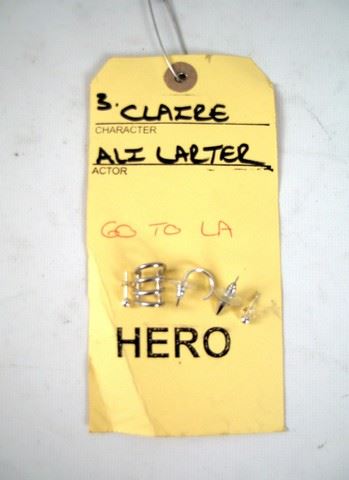 3. CLAIRE
CHARACTER
ALI LARTER
ACTOR
GO TO LA
HERO